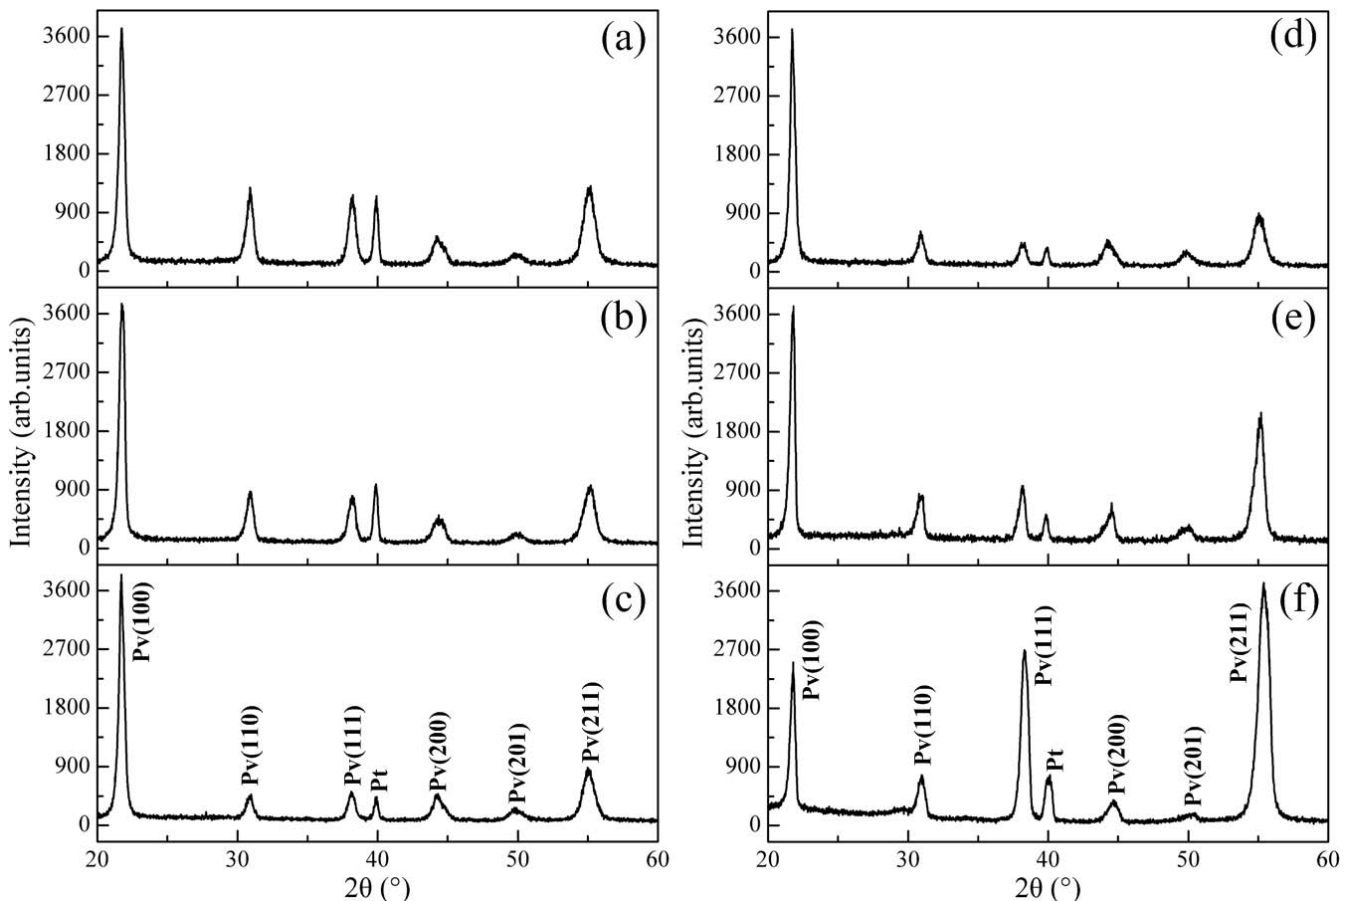 3600
2700
1800
900
0
(a)
3600
2700
1800
900
0
(d)
3600
2700
1800
900
0
(b)
3600
2700
1800
900
0
(e)
Intensity (arb.units)
Intensity (arb.units)
3600
2700
1800
900
0
(c)
Pv(100)
Pv(110)
Pv(111)
Pt
Pv(200)
Pv(201)
Pv(211)
20 30 40 50 60
2θ (°)
3600
2700
1800
900
0
(f)
Pv(100)
Pv(110)
Pv(111)
Pt
Pv(200)
Pv(201)
Pv(211)
20 30 40 50 60
2θ (°)